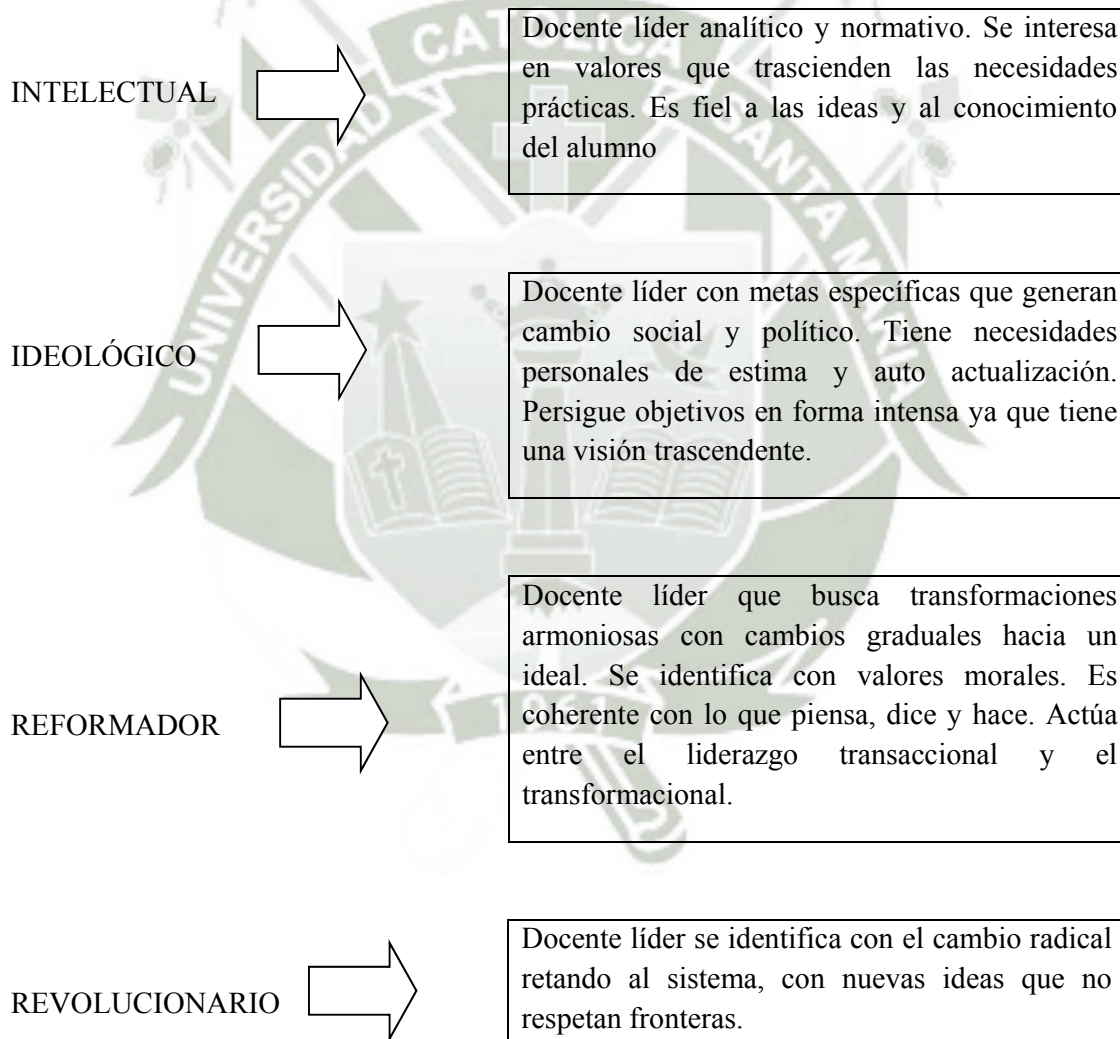 INTELECTUAL
Docente líder analítico y normativo. Se interesa
en valores que trascienden las necesidades
prácticas. Es fiel a las ideas y al conocimiento
del alumno
IDEOLÓGICO
Docente líder con metas específicas que generan
cambio social y político. Tiene necesidades
personales de estima y auto actualización.
Persigue objetivos en forma intensa ya que tiene
una visión trascendente.
REFORMADOR
Docente líder que busca transformaciones
armoniosas con cambios graduales hacia un
ideal. Se identifica con valores morales. Es
coherente con lo que piensa, dice y hace. Actúa
entre el liderazgo transaccional y el
transformacional.
REVOLUCIONARIO
Docente líder se identifica con el cambio radical
retando al sistema, con nuevas ideas que no
respetan fronteras.
UNIVERSIDAD CATOLICA SANTA MARIA
1961